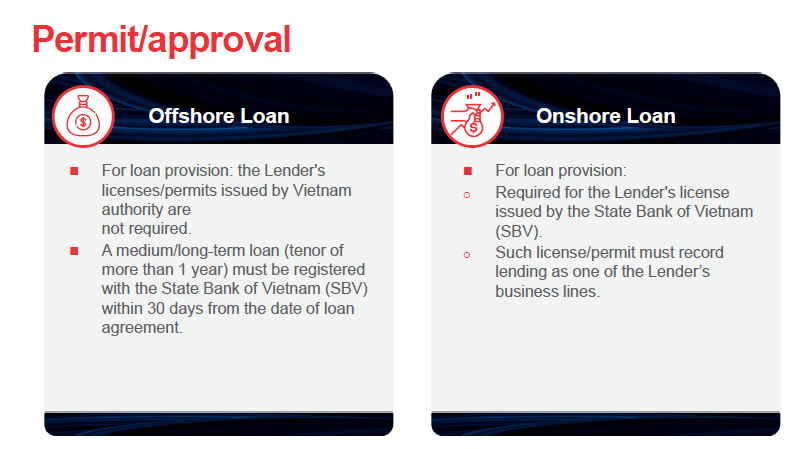 Permit/approval
Offshore Loan
For loan provision: the Lender's
licenses/permits issued by Vietnam
authority are
not required.
A medium/long-term loan (tenor of
more than 1 year) must be registered
with the State Bank of Vietnam (SBV)
within 30 days from the date of loan
agreement.
Onshore Loan
For loan provision:
Required for the Lender's license
issued by the State Bank of Vietnam
(SBV).
Such license/permit must record
lending as one of the Lender’s
business lines.